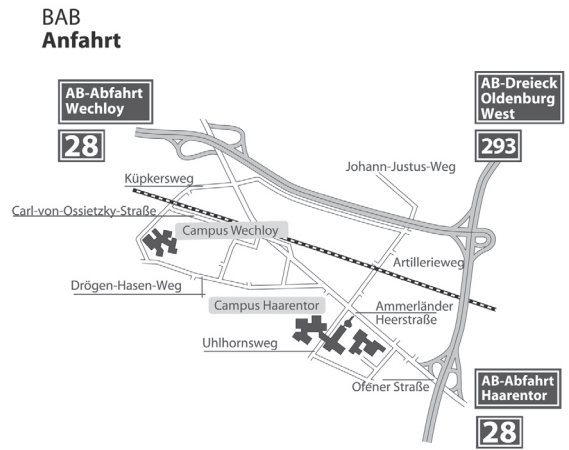 BAB
Anfahrt
AB-Abfahrt
Wechloy
28
AB-Dreieck
Oldenburg
West
293
Johann-Justus-Weg
Küpkersweg
Carl-von-Ossietzky-Straße
Campus Wechloy
Artillerieweg
Drögen-Hasen-Weg
Campus Haarentor
Ammerländer
Heerstraße
Uhlhornsweg
Ofener Straße
AB-Abfahrt
Haarentor
28